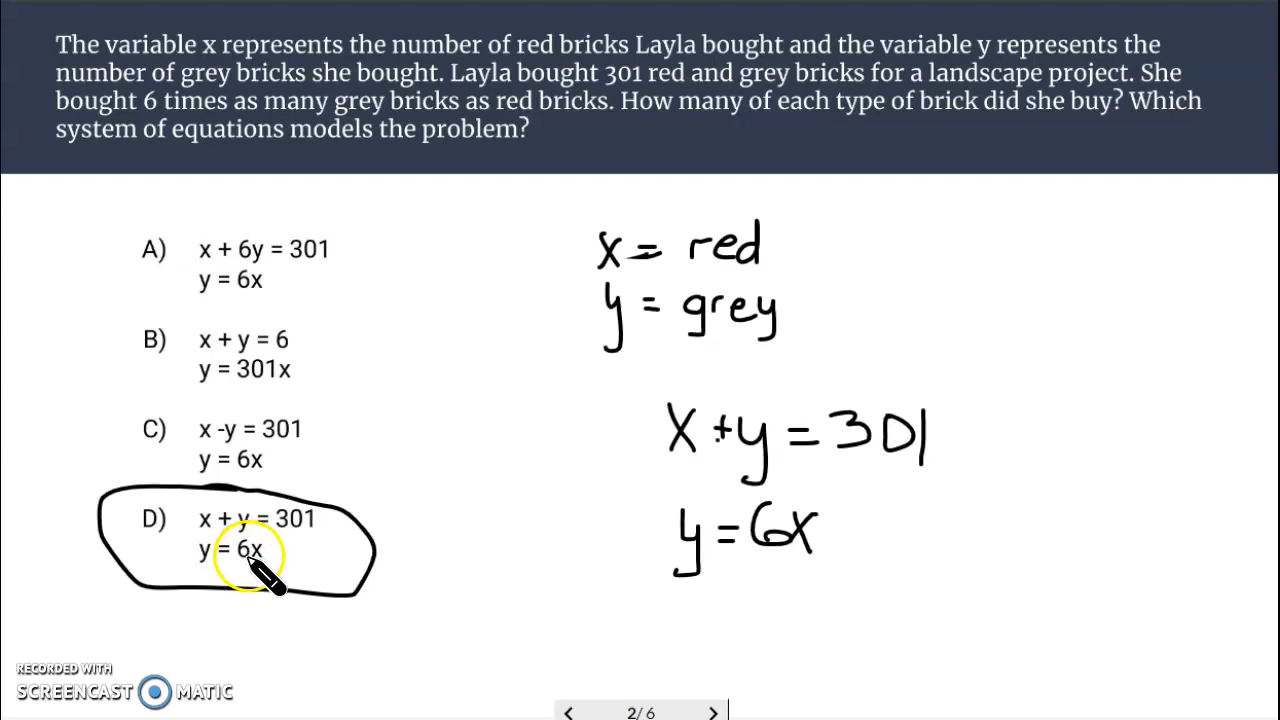 The variable x represents the number of red bricks Layla bought and the variable y represents the
number of grey bricks she bought. Layla bought 301 red and grey bricks for a landscape project. She
bought 6 times as many grey bricks as red bricks. How many of each type of brick did she buy? Which
system of equations models the problem?
A) x + 6y = 301
y = 6x
B) x + y = 6
y = 301x
C) x -y = 301
y = 6x
D) x + y = 301
y = 6x
x = red
y = grey
x + y = 301
y = 6x
RECORDED WITH
SCREENCAST MATIC
2/ 6